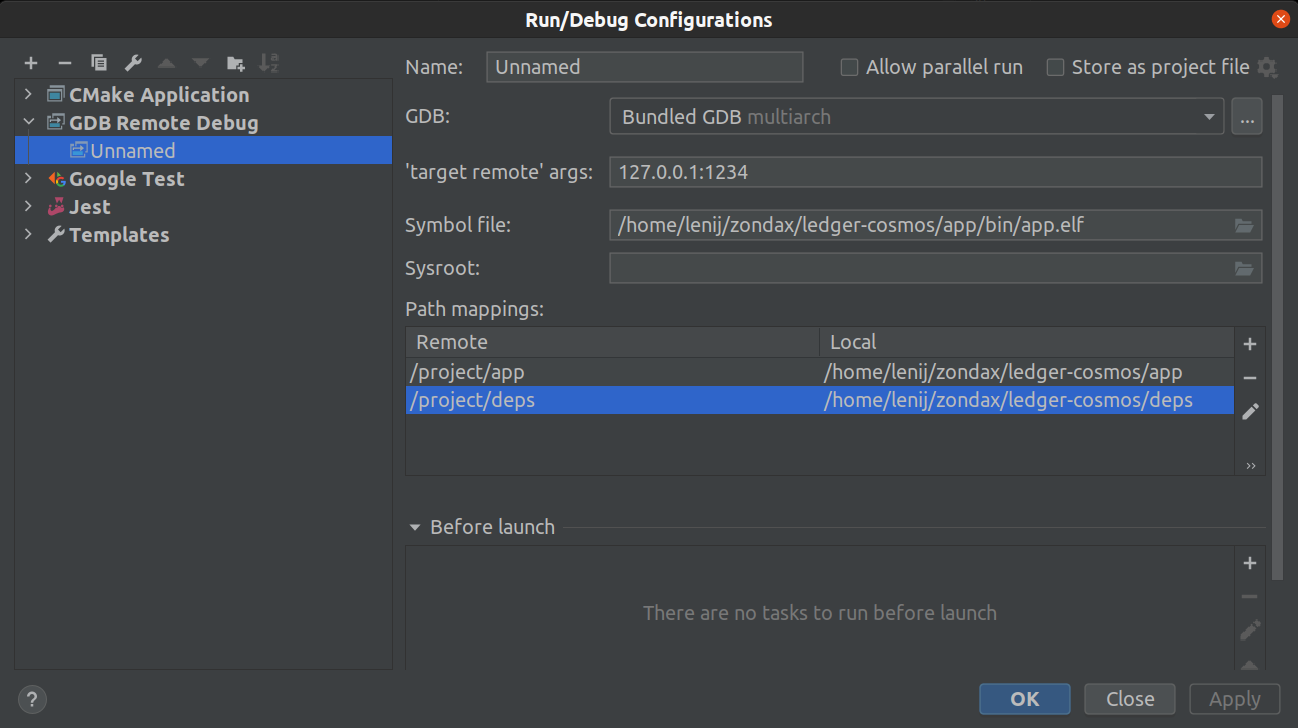 Run/Debug Configurations
Name: Unnamed Allow parallel run Store as project file
CMake Application
GDB Remote Debug
Unnamed
Google Test
Jest
Templates
GDB: Bundled GDB multiarch ...
'target remote' args: 127.0.0.1:1234
Symbol file: /home/lenij/zondax/ledger-cosmos/app/bin/app.elf
Sysroot:
Path mappings:
Remote Local
/project/app /home/lenij/zondax/ledger-cosmos/app
/project/deps /home/lenij/zondax/ledger-cosmos/deps
Before launch
There are no tasks to run before launch
? OK Close Apply